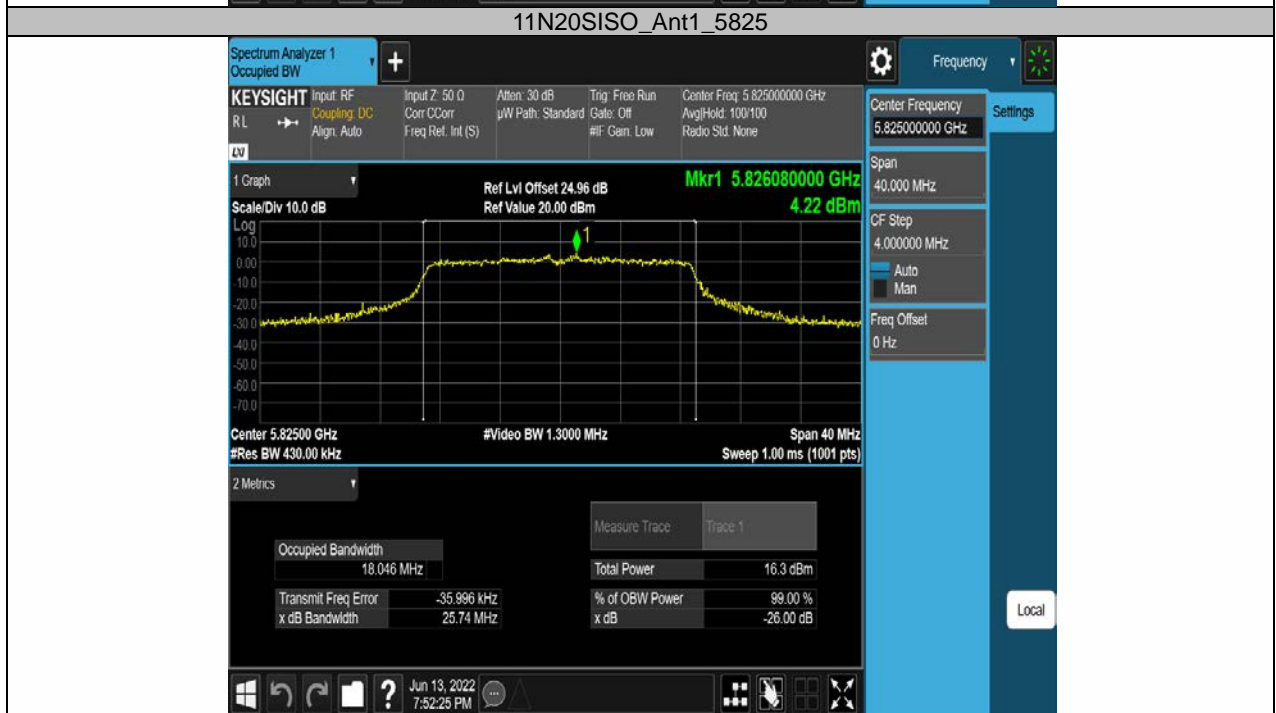 11N20SISO_Ant1_5825
Spectrum Analyzer 1
Occupied BW
+
Frequency
KEYSIGHT
RL
LXI
Input: RF
Coupling: DC
Align: Auto
Input Z: 50 Ω
Corr CCorr
Freq Ref: Int (S)
Atten: 30 dB
µW Path: Standard
Trig: Free Run
Gate: Off
#IF Gain: Low
Center Freq: 5.825000000 GHz
Avg|Hold: 100/100
Radio Std: None
Center Frequency
5.825000000 GHz
Settings
Span
40.000 MHz
CF Step
4.000000 MHz
Auto
Man
Freq Offset
0 Hz
Local
1 Graph
Scale/Div 10.0 dB
Ref Lvl Offset 24.96 dB
Ref Value 20.00 dBm
Mkr1 5.826080000 GHz
4.22 dBm
Log
10.0
0.00
-10.0
-20.0
-30.0
-40.0
-50.0
-60.0
-70.0
1
Center 5.82500 GHz
#Video BW 1.3000 MHz
Span 40 MHz
#Res BW 430.00 kHz
Sweep 1.00 ms (1001 pts)
2 Metrics
Measure Trace Trace 1
Occupied Bandwidth
18.046 MHz
Total Power 16.3 dBm
Transmit Freq Error -35.996 kHz
% of OBW Power 99.00 %
x dB Bandwidth 25.74 MHz
x dB -26.00 dB
?
Jun 13, 2022
7:52:25 PM